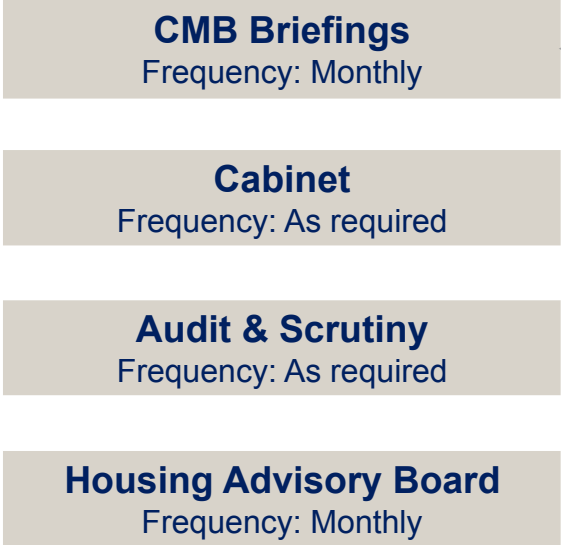 CMB Briefings
Frequency: Monthly
Cabinet
Frequency: As required
Audit & Scrutiny
Frequency: As required
Housing Advisory Board
Frequency: Monthly